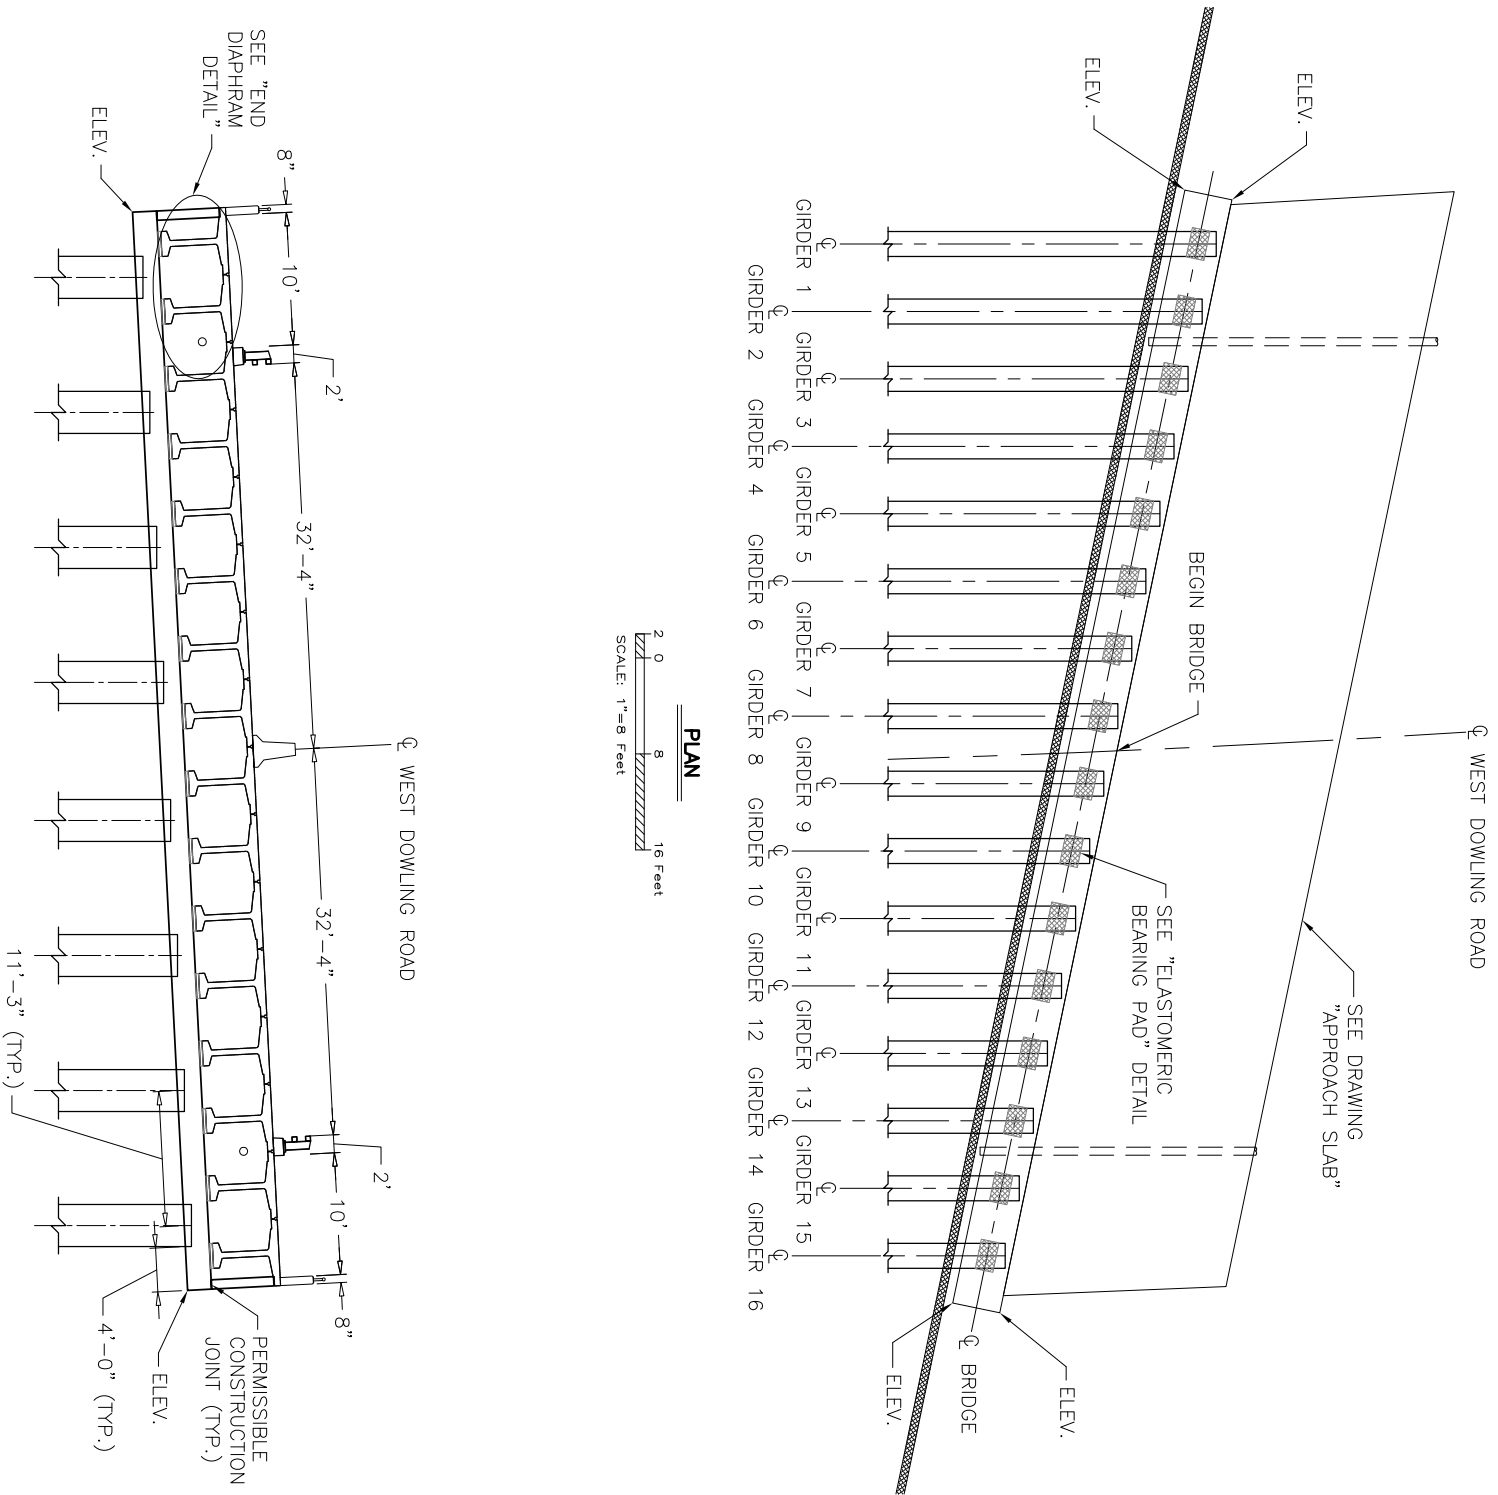 ℄ WEST DOWLING ROAD
ELEV.
ELEV.
SEE DRAWING
"APPROACH SLAB"
BEGIN BRIDGE
SEE "ELASTOMERIC
BEARING PAD" DETAIL
ELEV.
℄ BRIDGE
ELEV.
℄ GIRDER 1
℄ GIRDER 2
℄ GIRDER 3
℄ GIRDER 4
℄ GIRDER 5
℄ GIRDER 6
℄ GIRDER 7
℄ GIRDER 8
℄ GIRDER 9
℄ GIRDER 10
℄ GIRDER 11
℄ GIRDER 12
℄ GIRDER 13
℄ GIRDER 14
℄ GIRDER 15
℄ GIRDER 16
PLAN
2 0 8 16 Feet
SCALE: 1"=8 Feet
℄ WEST DOWLING ROAD
8"
10'
2'
32'-4"
32'-4"
2'
10'
8"
SEE "END
DIAPHRAM
DETAIL"
ELEV.
PERMISSIBLE
CONSTRUCTION
JOINT (TYP.)
ELEV.
4'-0" (TYP.)
11'-3" (TYP.)